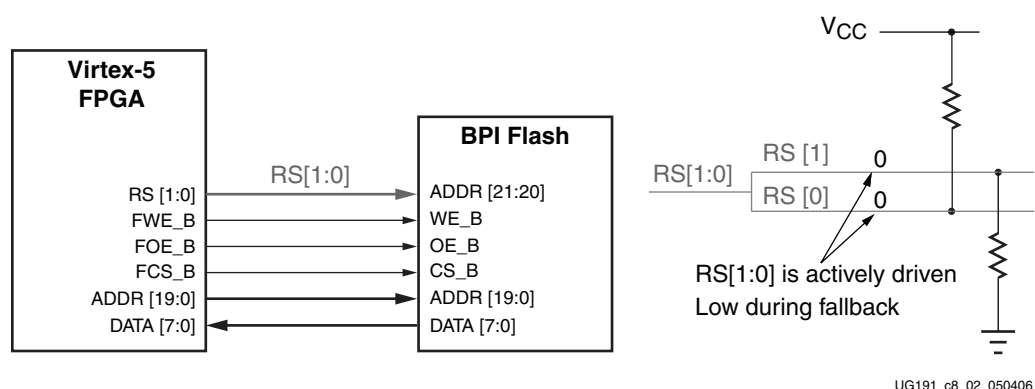 Virtex-5
FPGA
RS [1:0]
FWE_B
FOE_B
FCS_B
ADDR [19:0]
DATA [7:0]
RS[1:0]
BPI Flash
ADDR [21:20]
WE_B
OE_B
CS_B
ADDR [19:0]
DATA [7:0]
VCC
RS[1:0]
RS [1]
0
RS [0]
0
RS[1:0] is actively driven
Low during fallback
UG191_c8_02_050406